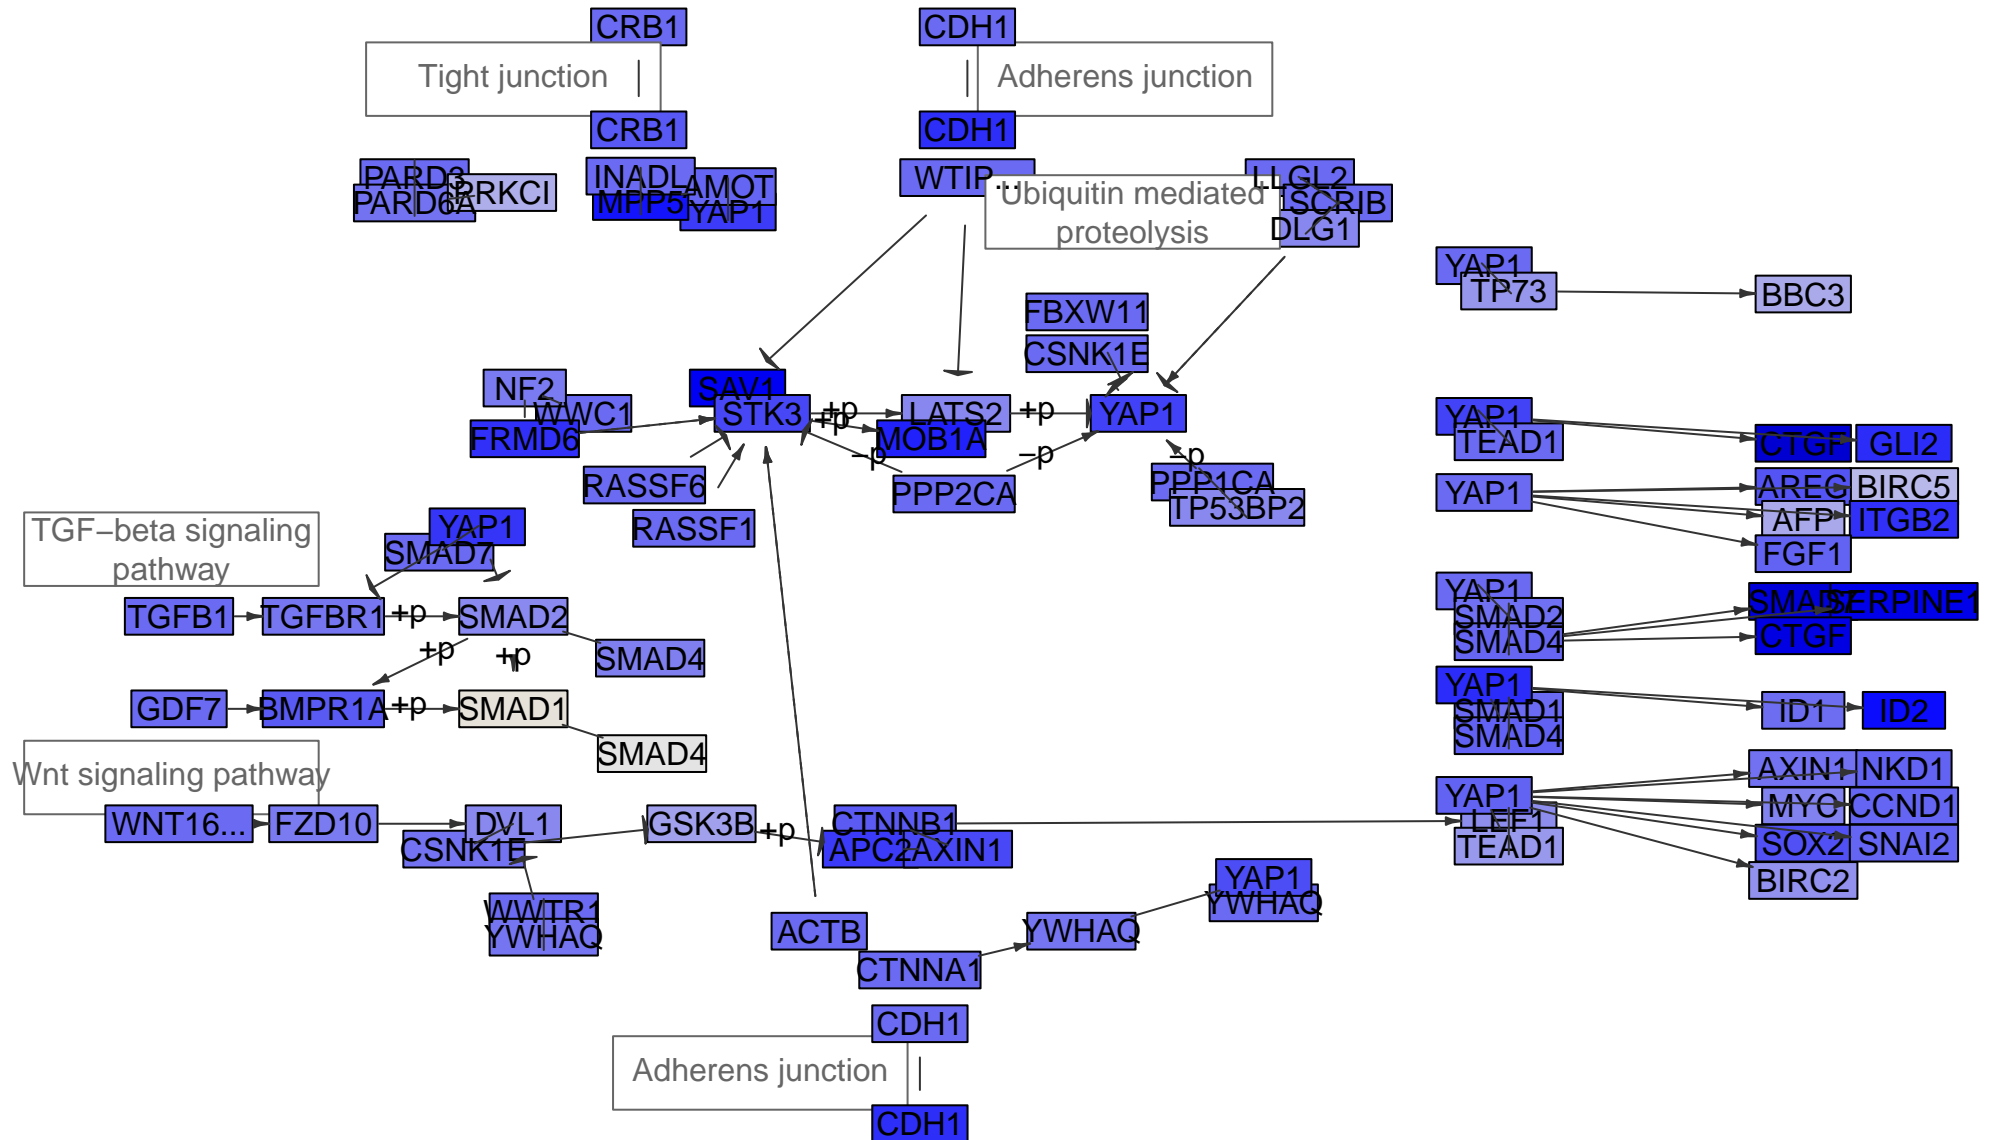 CRB1
CDH1
Tight junction
Adherens junction
CRB1
CDH1
PARD3
PRKCI
PARD6A
INADL
AMOT
MPP5
YAP1
WTIP...
LLGL2
Ubiquitin mediated
proteolysis
SCRIB
DLG1
YAP1
TP73
BBC3
FBXW11
CSNK1E
NF2
WWC1
FRMD6
SAV1
STK3
+p
+p
LATS2
MOB1A
+p
YAP1
−p
−p
−p
RASSF6
RASSF1
PPP2CA
PPP1CA
TP53BP2
YAP1
TEAD1
CTGF
GLI2
YAP1
AREG
BIRC5
AFP
ITGB2
FGF1
TGF−beta signaling
pathway
YAP1
SMAD7
TGFB1
TGFBR1
+p
SMAD2
+p
+p
SMAD4
YAP1
SMAD2
SMAD4
SMAD7
SERPINE1
CTGF
GDF7
BMPR1A
+p
SMAD1
SMAD4
YAP1
SMAD1
SMAD4
ID1
ID2
Wnt signaling pathway
WNT16...
FZD10
DVL1
CSNK1E
GSK3B
+p
CTNNB1
APC2
AXIN1
YAP1
LEF1
TEAD1
AXIN1
NKD1
MYC
CCND1
SOX2
SNAI2
BIRC2
WWTR1
YWHAQ
ACTB
CTNNA1
YWHAQ
YAP1
YWHAQ
CDH1
Adherens junction
CDH1